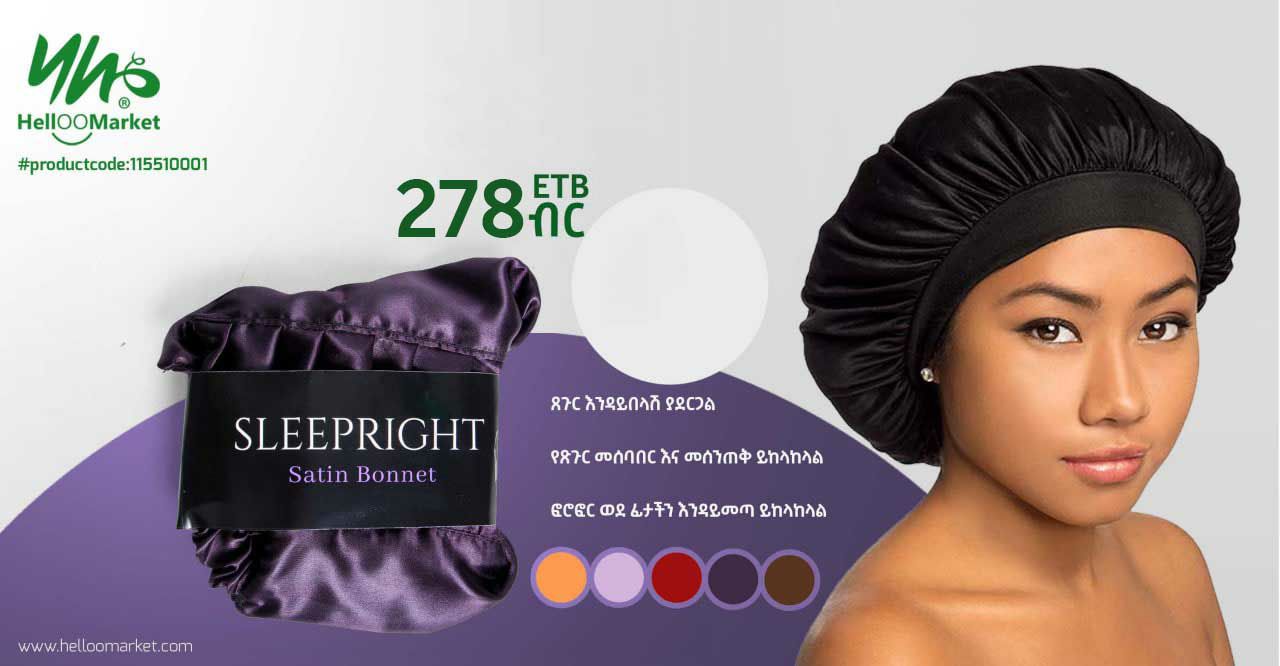 HellOOMarket
#productcode:115510001
278 ETB
ብር
SLEEPRIGHT
Satin Bonnet
ጸጉር እንዳይበላሽ ያደርጋል
የጽጉር መሰባበር እና መሰንጠቅ ይከላከላል
ፎሮፎር ወደ ፊታችን እንዳይመጣ ይከላከላል
www.helloomarket.com